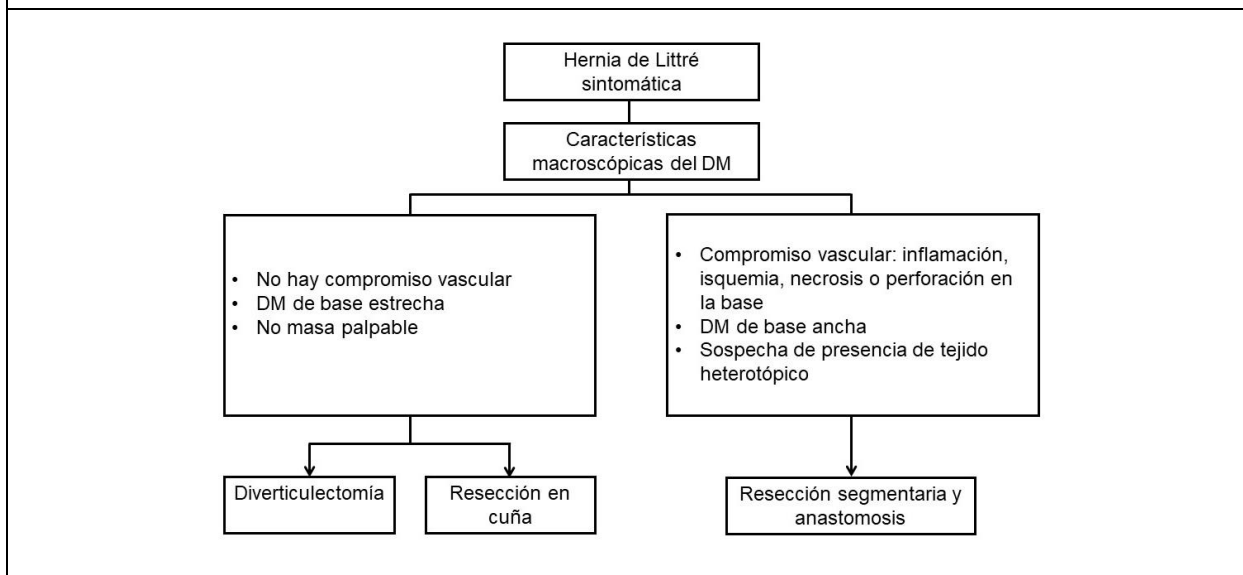 Hernia de Littré
sintomática
Características
macroscópicas del DM
• No hay compromiso vascular
• DM de base estrecha
• No masa palpable
• Compromiso vascular: inflamación,
isquemia, necrosis o perforación en
la base
• DM de base ancha
• Sospecha de presencia de tejido
heterotópico
Diverticulectomía
Resección en
cuña
Resección segmentaria y
anastomosis